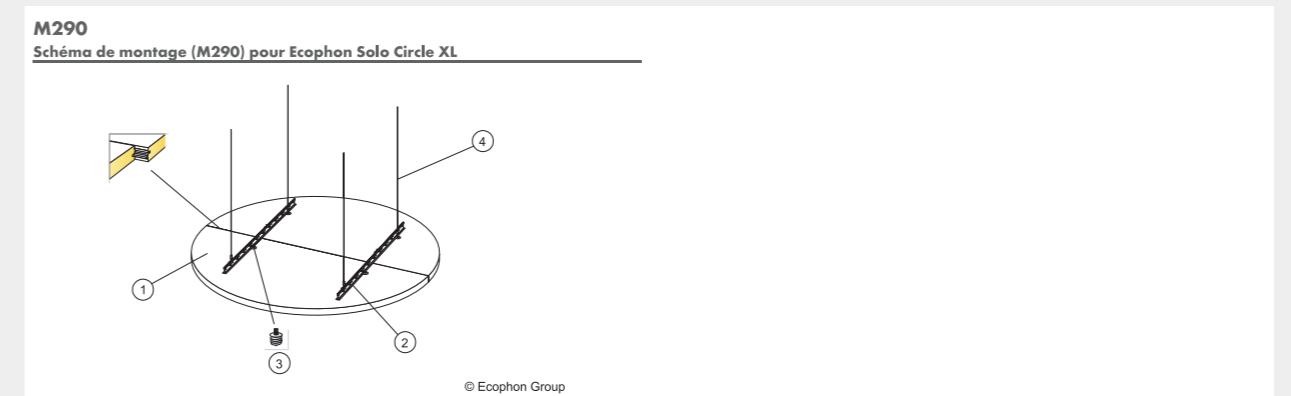 M290
Schéma de montage (M290) pour Ecophon Solo Circle XL
4
1
2
3
© Ecophon Group